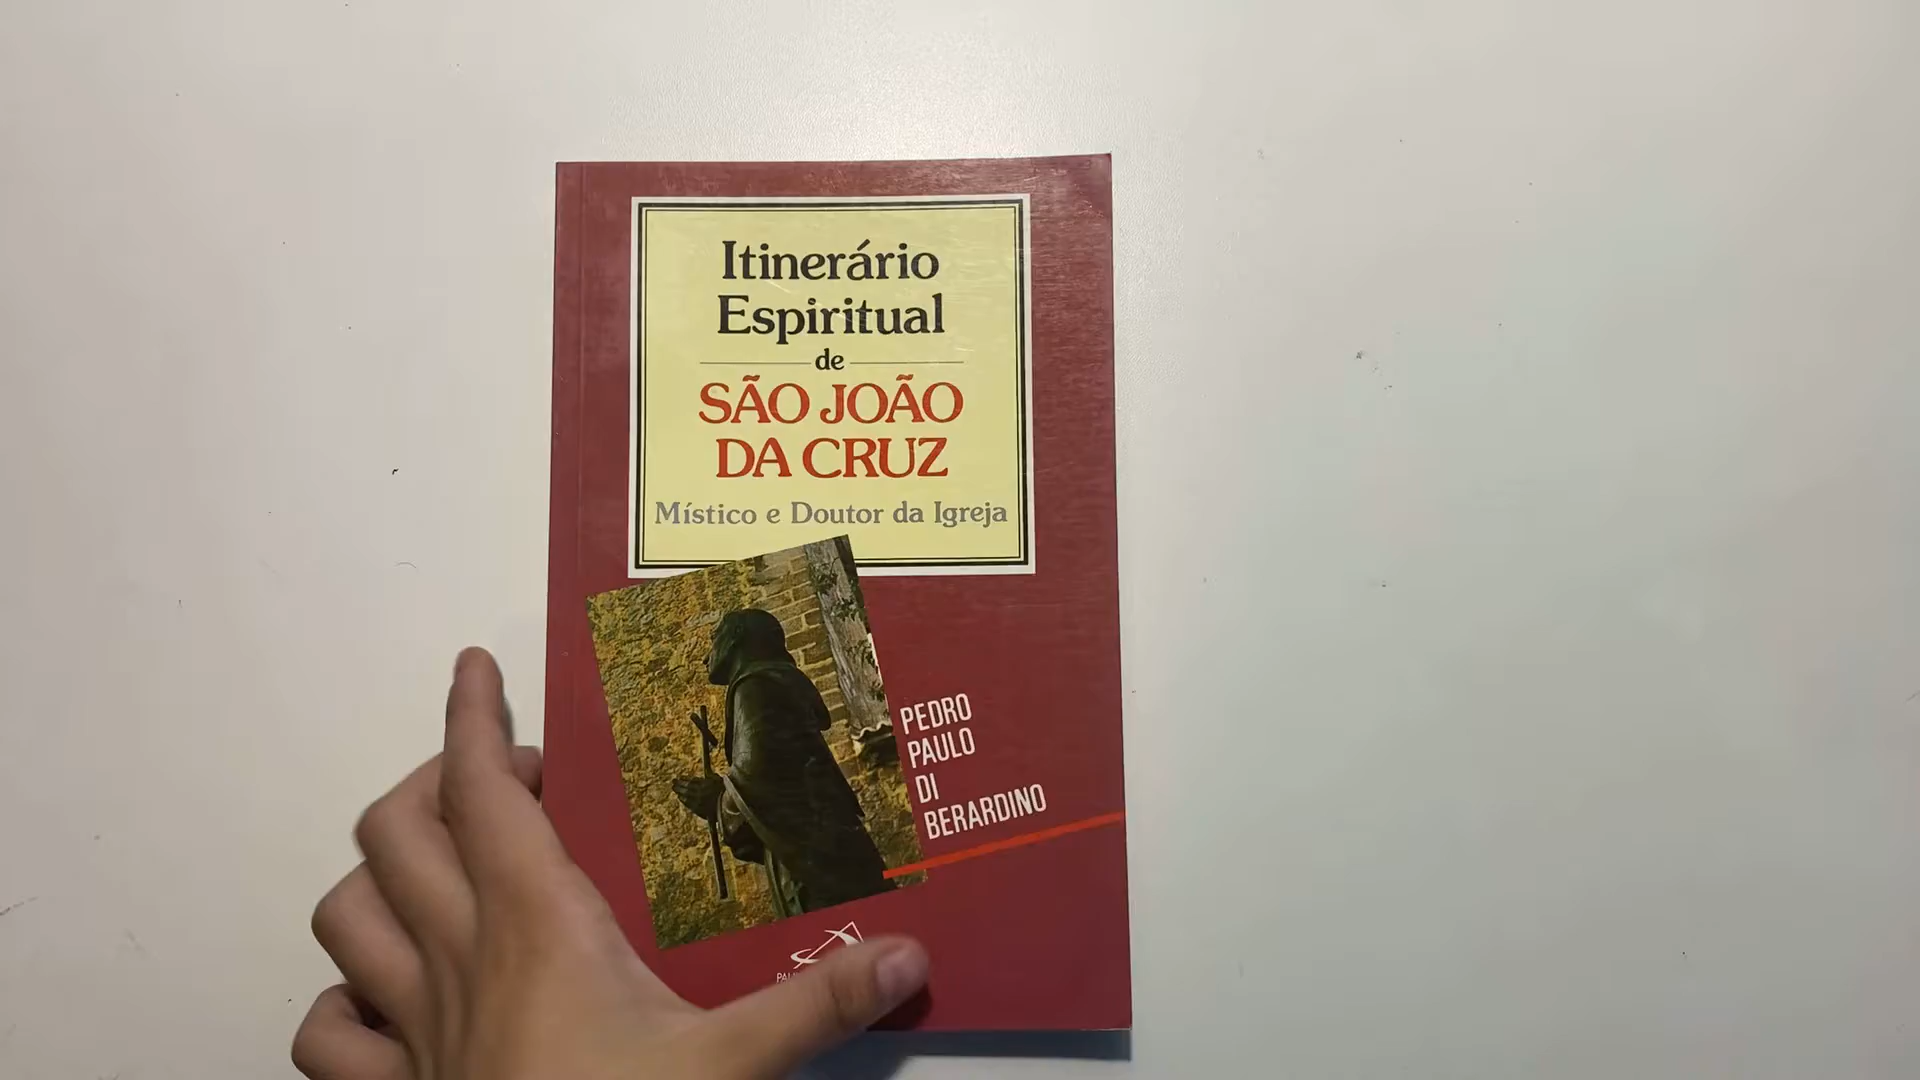 Itinerário
Espiritual
de
SÃO JOÃO
DA CRUZ
Místico e Doutor da Igreja
PEDRO
PAULO
DI
BERARDINO